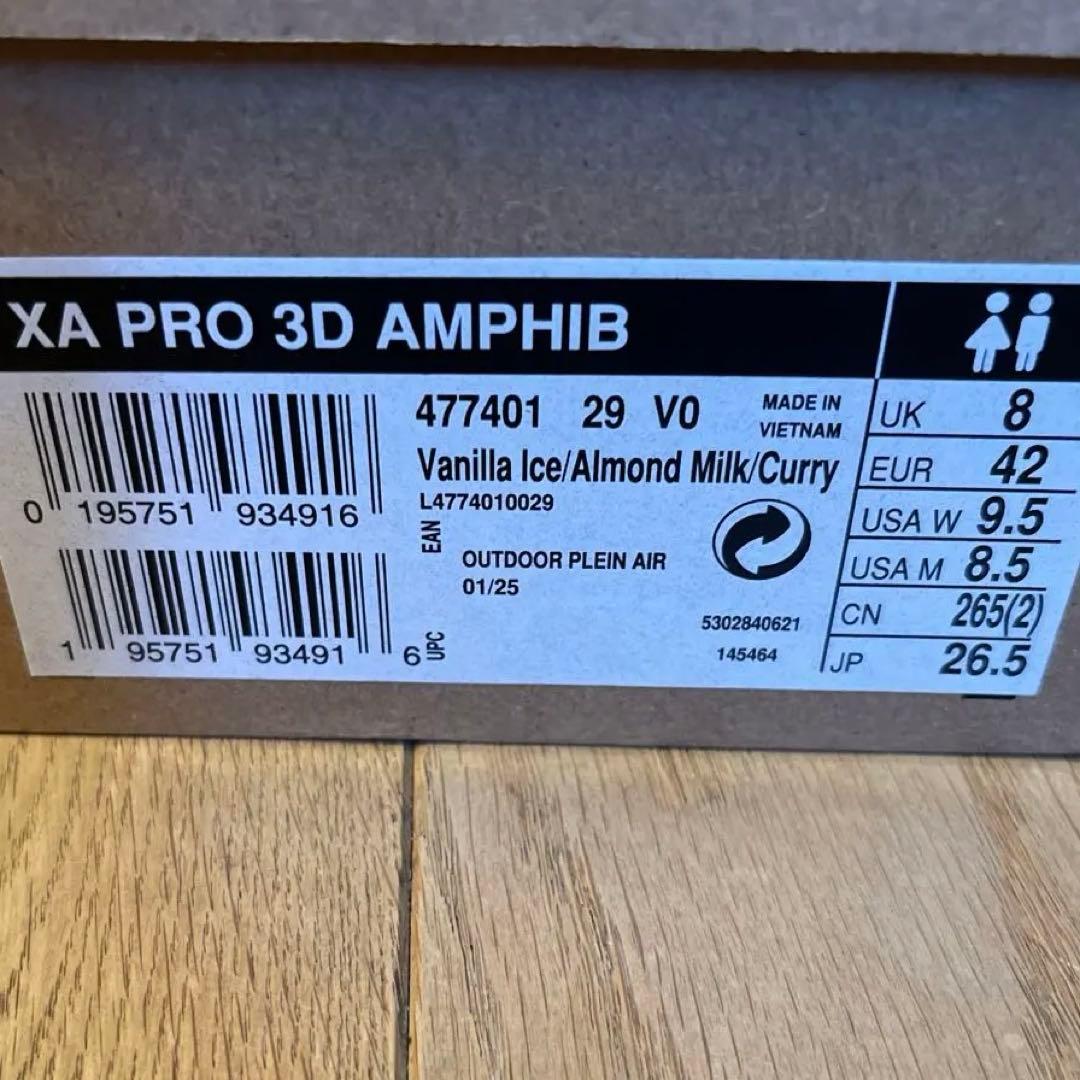 XA PRO 3D AMPHIB
477401 29 V0
MADE IN
VIETNAM
Vanilla Ice/Almond Milk/Curry
L4774010029
0 195751 934916
EAN
OUTDOOR PLEIN AIR
01/25
1 95751 93491 6
UPC
5302840621
145464
UK 8
EUR 42
USA W 9.5
USA M 8.5
CN 265(2)
JP 26.5